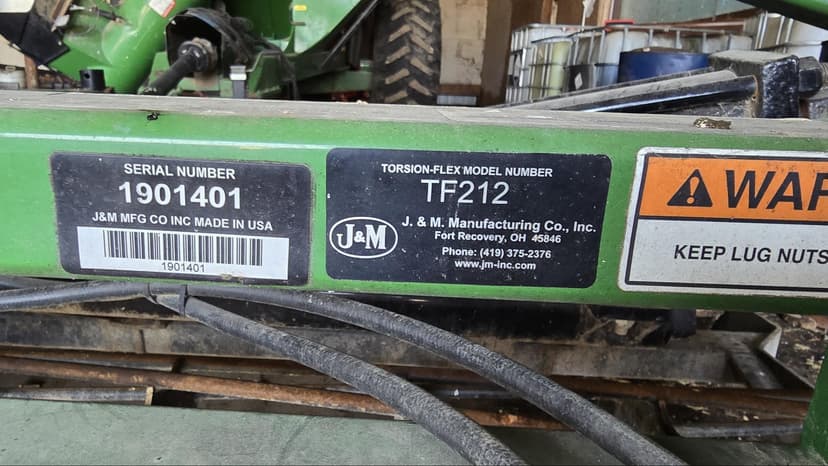 SERIAL NUMBER
1901401
J&M MFG CO INC MADE IN USA
1901401
TORSION-FLEX MODEL NUMBER
TF212
J&M
J. & M. Manufacturing Co., Inc.
Fort Recovery, OH 45846
Phone: (419) 375-2376
www.jm-inc.com
KEEP LUG NUTS